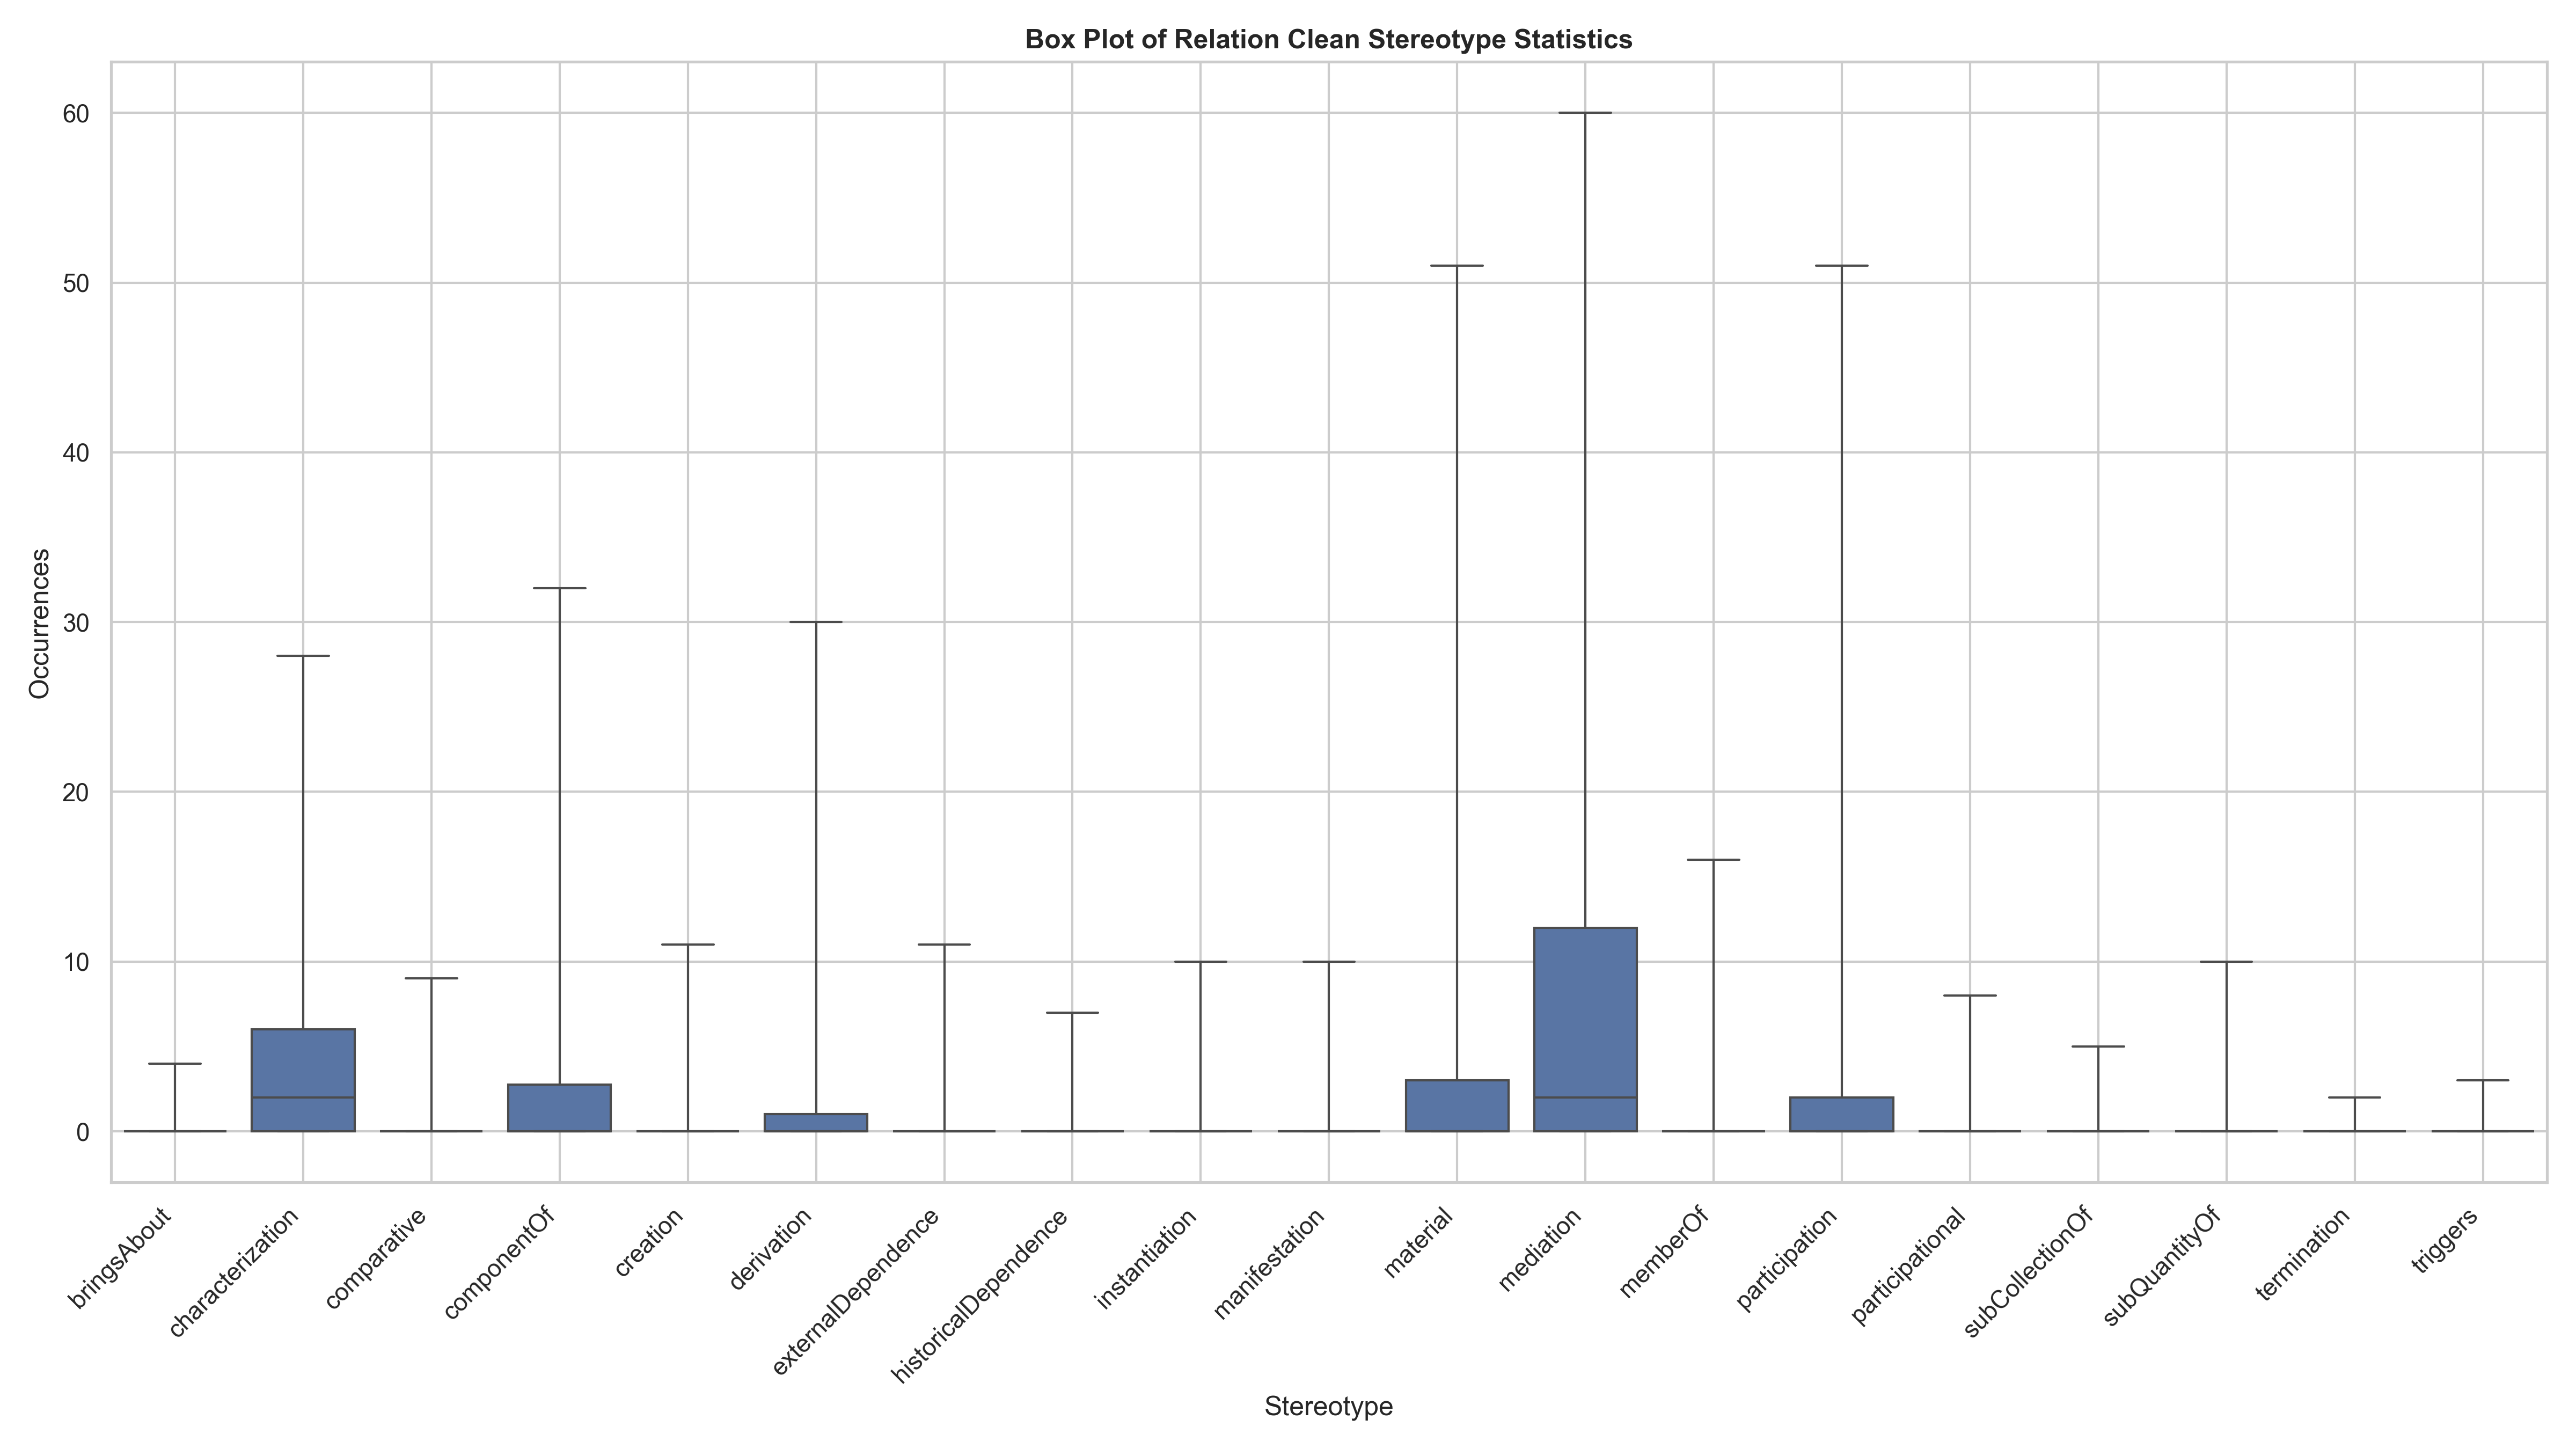 Box Plot of Relation Clean Stereotype Statistics
60
50
40
30
20
10
0
Occurrences
bringsAbout
characterization
comparative
componentOf
creation
derivation
externalDependence
historicalDependence
instantiation
manifestation
material
mediation
memberOf
participation
participational
subCollectionOf
subQuantityOf
termination
triggers
Stereotype